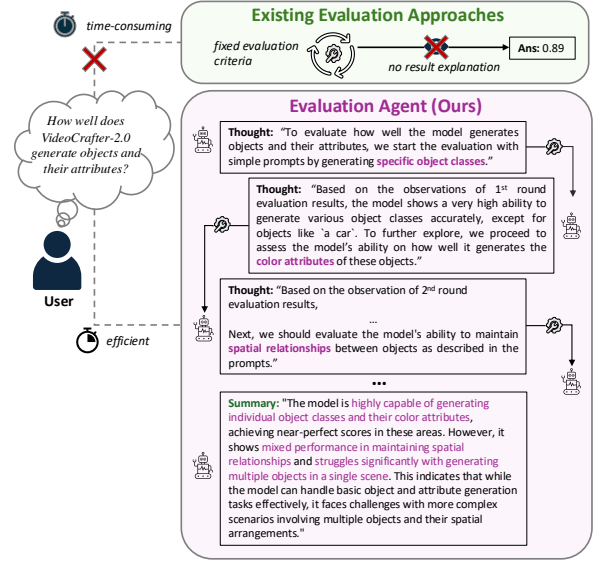 Existing Evaluation Approaches
time-consuming
fixed evaluation
criteria
no result explanation
Ans: 0.89
How well does
VideoCrafter-2.0
generate objects and
their attributes?
User
efficient
Evaluation Agent (Ours)
Thought: “To evaluate how well the model generates
objects and their attributes, we start the evaluation with
simple prompts by generating specific object classes.”
Thought: “Based on the observations of 1st round
evaluation results, the model shows a very high ability to
generate various object classes accurately, except for
objects like `a car`. To further explore, we proceed to
assess the model’s ability on how well it generates the
color attributes of these objects.”
Thought: “Based on the observation of 2nd round
evaluation results,
...
Next, we should evaluate the model's ability to maintain
spatial relationships between objects as described in the
prompts.”
...
Summary: "The model is highly capable of generating
individual object classes and their color attributes,
achieving near-perfect scores in these areas. However, it
shows mixed performance in maintaining spatial
relationships and struggles significantly with generating
multiple objects in a single scene. This indicates that while
the model can handle basic object and attribute generation
tasks effectively, it faces challenges with more complex
scenarios involving multiple objects and their spatial
arrangements."